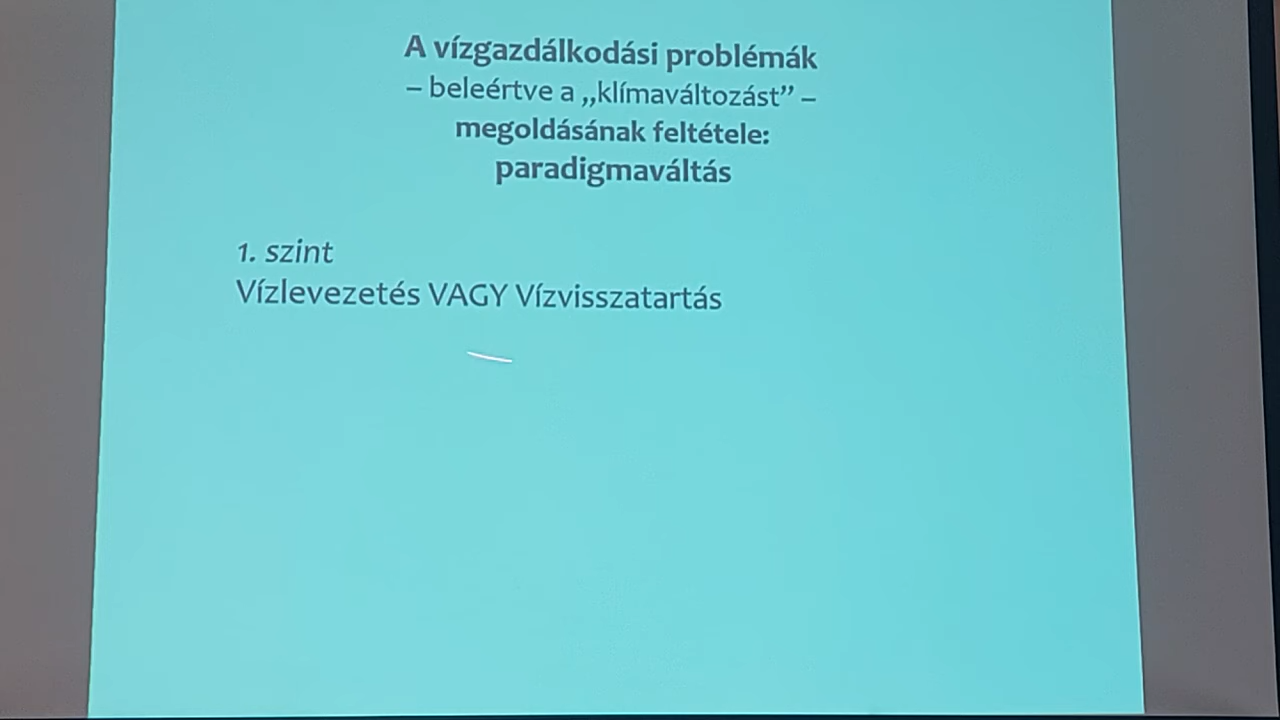 A vízgazdálkodási problémák
– beleértve a „klímaváltozást” –
megoldásának feltétele:
paradigmaváltás
1. szint
Vízlevezetés VAGY Vízvisszatartás